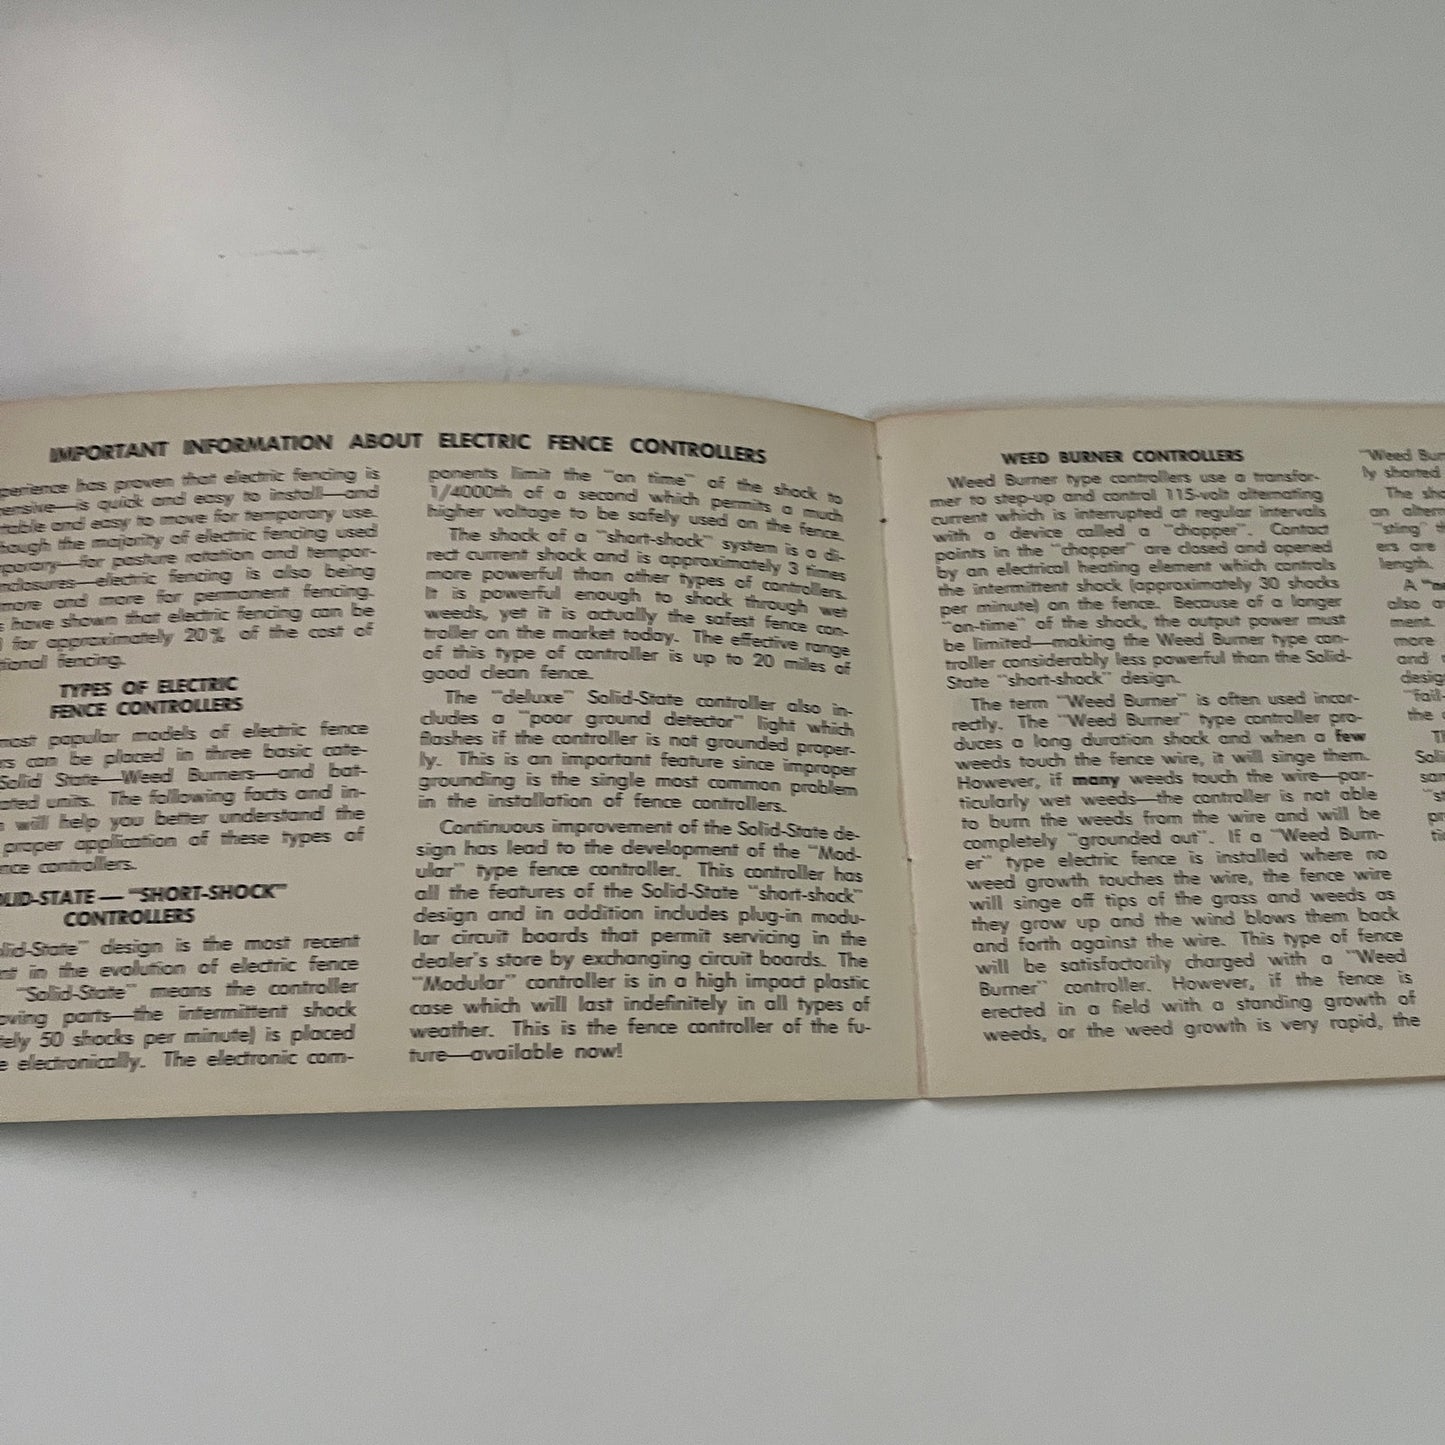 IMPORTANT INFORMATION ABOUT ELECTRIC FENCE CONTROLLERS
perience has proven that electric fencing is
pensive—is quick and easy to install—and
table and easy to move for temporary use.
hough the majority of electric fencing used
porary—for pasture rotation and tempor-
nclosures—electric fencing is also being
more and more for permanent fencing.
s have shown that electric fencing can be
for approximately 20% of the cost of
tional fencing.
TYPES OF ELECTRIC
FENCE CONTROLLERS
most popular models of electric fence
rs can be placed in three basic cate-
Solid State—Weed Burners—and bat-
ated units. The following facts and in-
n will help you better understand the
proper application of these types of
nce controllers.
OLID-STATE — "SHORT-SHOCK"
CONTROLLERS
olid-State" design is the most recent
nt in the evolution of electric fence
"Solid-State" means the controller
oving parts—the intermittent shock
tely 50 shocks per minute) is placed
e electronically. The electronic com-
ponents limit the "on time" of the shock to
1/4000th of a second which permits a much
higher voltage to be safely used on the fence.
The shock of a "short-shock" system is a di-
rect current shock and is approximately 3 times
more powerful than other types of controllers.
It is powerful enough to shock through wet
weeds, yet it is actually the safest fence con-
troller on the market today. The effective range
of this type of controller is up to 20 miles of
good clean fence.
The "deluxe" Solid-State controller also in-
cludes a "poor ground detector" light which
flashes if the controller is not grounded proper-
ly. This is an important feature since improper
grounding is the single most common problem
in the installation of fence controllers.
Continuous improvement of the Solid-State de-
sign has lead to the development of the "Mod-
ular" type fence controller. This controller has
all the features of the Solid-State "short-shock"
design and in addition includes plug-in modu-
lar circuit boards that permit servicing in the
dealer's store by exchanging circuit boards. The
"Modular" controller is in a high impact plastic
case which will last indefinitely in all types of
weather. This is the fence controller of the fu-
ture—available now!
WEED BURNER CONTROLLERS
Weed Burner type controllers use a transfor-
mer to step-up and control 115-volt alternating
current which is interrupted at regular intervals
with a device called a "chopper". Contact
points in the "chopper" are closed and opened
by an electrical heating element which controls
the intermittent shock (approximately 30 shocks
per minute) on the fence. Because of a longer
"on-time" of the shock, the output power must
be limited—making the Weed Burner type con-
troller considerably less powerful than the Solid-
State "short-shock" design.
The term "Weed Burner" is often used incor-
rectly. The "Weed Burner" type controller pro-
duces a long duration shock and when a few
weeds touch the fence wire, it will singe them.
However, if many weeds touch the wire—par-
ticularly wet weeds—the controller is not able
to burn the weeds from the wire and will be
completely "grounded out". If a "Weed Burn-
er" type electric fence is installed where no
weed growth touches the wire, the fence wire
will singe off tips of the grass and weeds as
they grow up and the wind blows them back
and forth against the wire. This type of fence
will be satisfactorily charged with a "Weed
Burner" controller. However, if the fence is
erected in a field with a standing growth of
weeds, or the weed growth is very rapid, the
"Weed Bur
ly shorted
The sho
an altern
"sting" t
ers are
length.
A
also a
ment.
more
and
design
"fail-
the
T
Soli
sa
"s
pr
ti